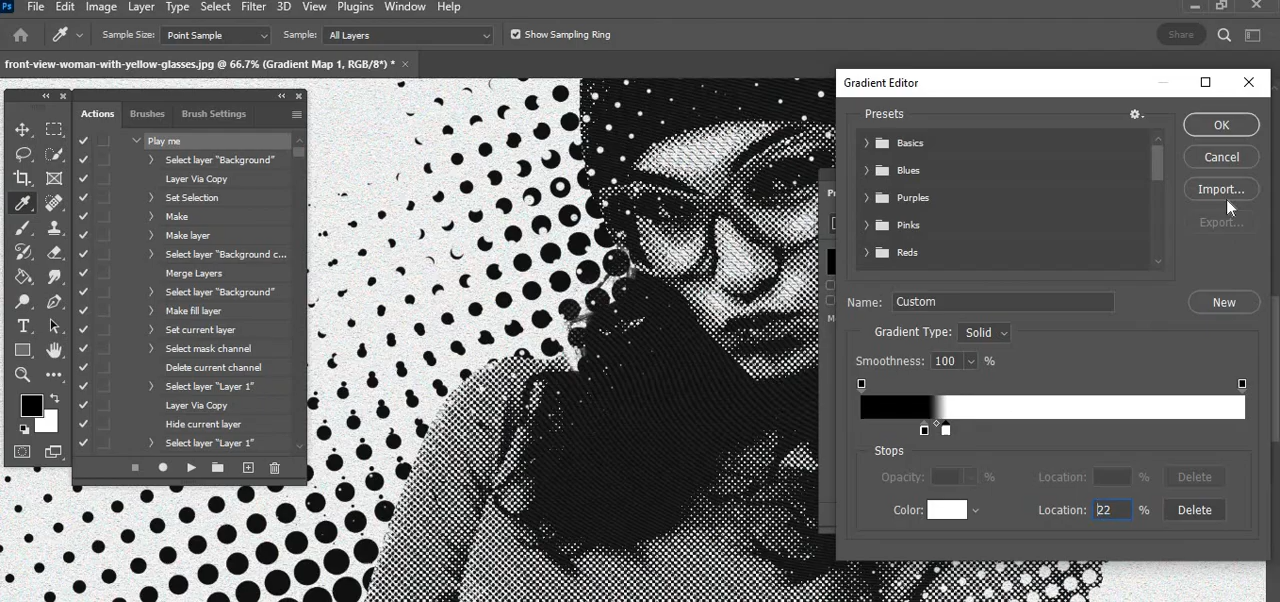 Ps File Edit Image Layer Type Select Filter 3D View Plugins Window Help
Sample Size: Point Sample Sample: All Layers Show Sampling Ring Share
front-view-woman-with-yellow-glasses.jpg @ 66.7% (Gradient Map 1, RGB/8*) *
Actions Brushes Brush Settings
Play me
Select layer "Background"
Layer Via Copy
Set Selection
Make
Make layer
Select layer "Background c...
Merge Layers
Select layer "Background"
Make fill layer
Set current layer
Select mask channel
Delete current channel
Select layer "Layer 1"
Layer Via Copy
Hide current layer
Select layer "Layer 1"
Gradient Editor
Presets
Basics
Blues
Purples
Pinks
Reds
OK
Cancel
Import...
Export...
Name: Custom New
Gradient Type: Solid
Smoothness: 100 %
Stops
Opacity: % Location: % Delete
Color: Location: 22 % Delete